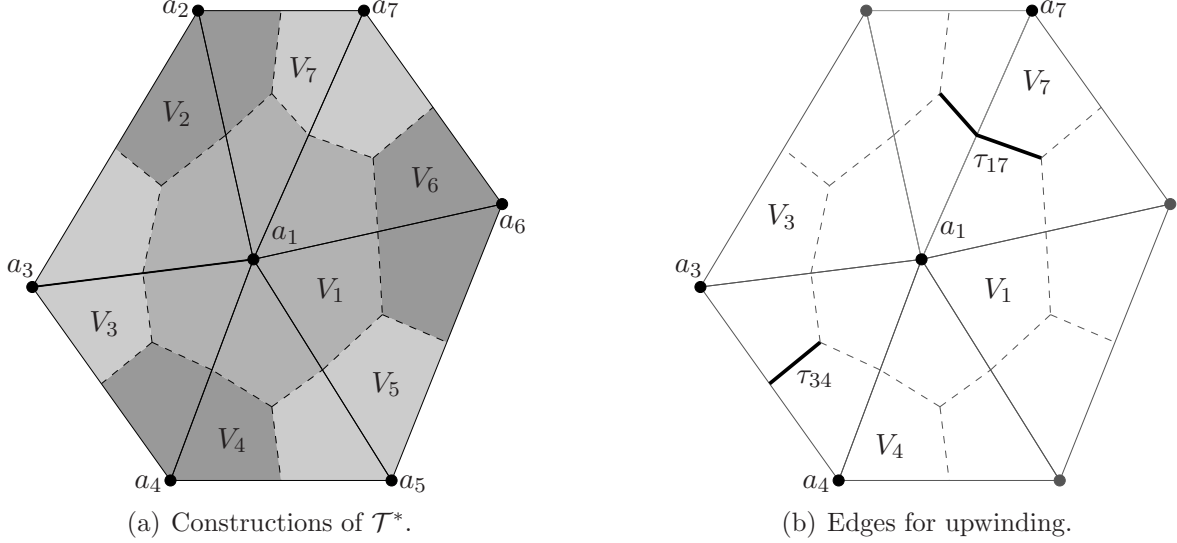 a₂ a₇ a₇
V₇ V₇
V₂
τ₁₇
V₆
V₃
a₁ a₆ a₁
a₃ a₃
V₁ V₁
V₃
τ₃₄
V₅
V₄ V₄
a₄ a₅ a₄
(a) Constructions of 𝒯*.
(b) Edges for upwinding.